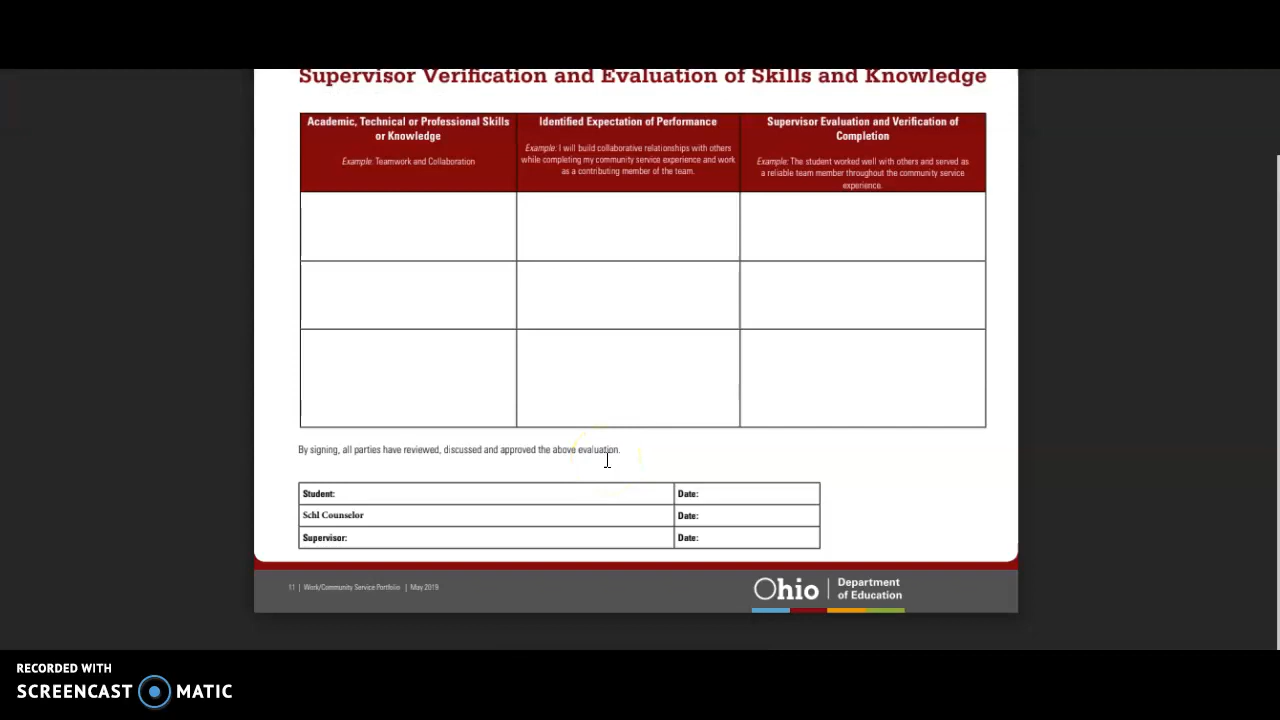 Supervisor Verification and Evaluation of Skills and Knowledge
Academic, Technical or Professional Skills
or Knowledge
Example: Teamwork and Collaboration
Identified Expectation of Performance
Example: I will build collaborative relationships with others
while completing my community service experience and work
as a contributing member of the team.
Supervisor Evaluation and Verification of
Completion
Example: The student worked well with others and served as
a reliable team member throughout the community service
experience.
By signing, all parties have reviewed, discussed and approved the above evaluation.
Student: Date:
Schl Counselor Date:
Supervisor: Date:
11 | Work/Community Service Portfolio | May 2019
Ohio | Department
of Education
RECORDED WITH
SCREENCAST MATIC